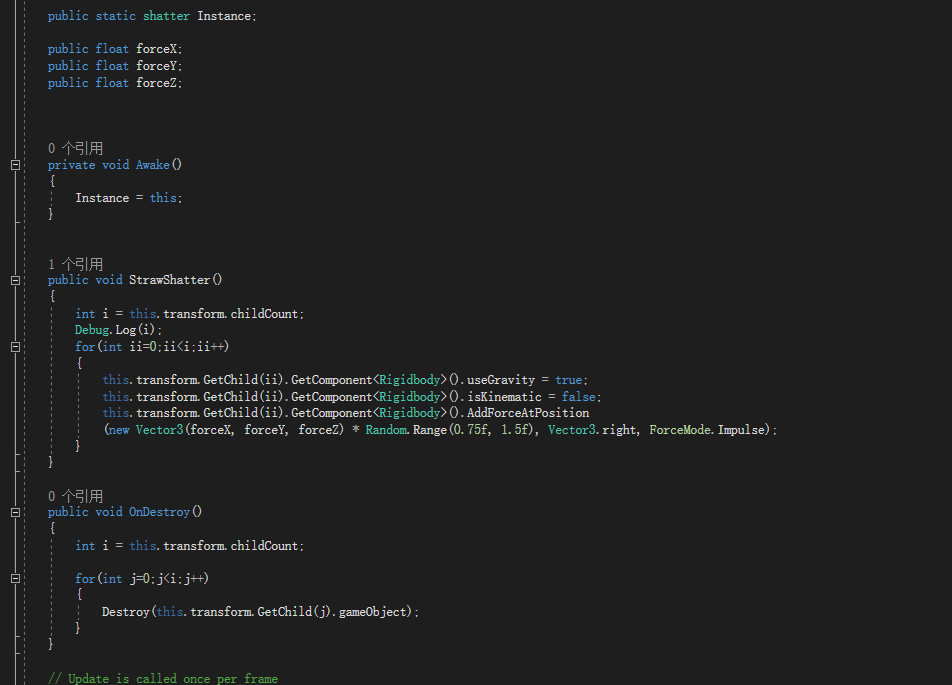 public static shatter Instance;
public float forceX;
public float forceY;
public float forceZ;
0 个引用
private void Awake()
{
Instance = this;
}
1 个引用
public void StrawShatter()
{
int i = this.transform.childCount;
Debug.Log(i);
for(int ii=0;ii<i;ii++)
{
this.transform.GetChild(ii).GetComponent<Rigidbody>().useGravity = true;
this.transform.GetChild(ii).GetComponent<Rigidbody>().isKinematic = false;
this.transform.GetChild(ii).GetComponent<Rigidbody>().AddForceAtPosition
(new Vector3(forceX, forceY, forceZ) * Random.Range(0.75f, 1.5f), Vector3.right, ForceMode.Impulse);
}
}
0 个引用
public void OnDestroy()
{
int i = this.transform.childCount;
for(int j=0;j<i;j++)
{
Destroy(this.transform.GetChild(j).gameObject);
}
}
// Update is called once per frame